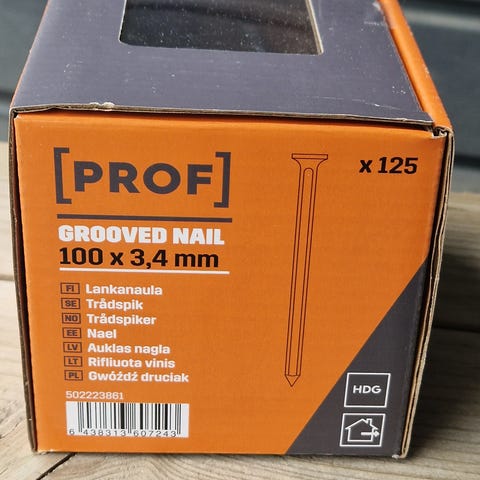 [PROF]
x 125
GROOVED NAIL
100 x 3,4 mm
FI Lankanaula
SE Trådspik
NO Trådspiker
EE Nael
LV Auklas nagla
LT Rifliuota vinis
PL Gwóźdź druciak
502223861
6 438313 607243
HDG